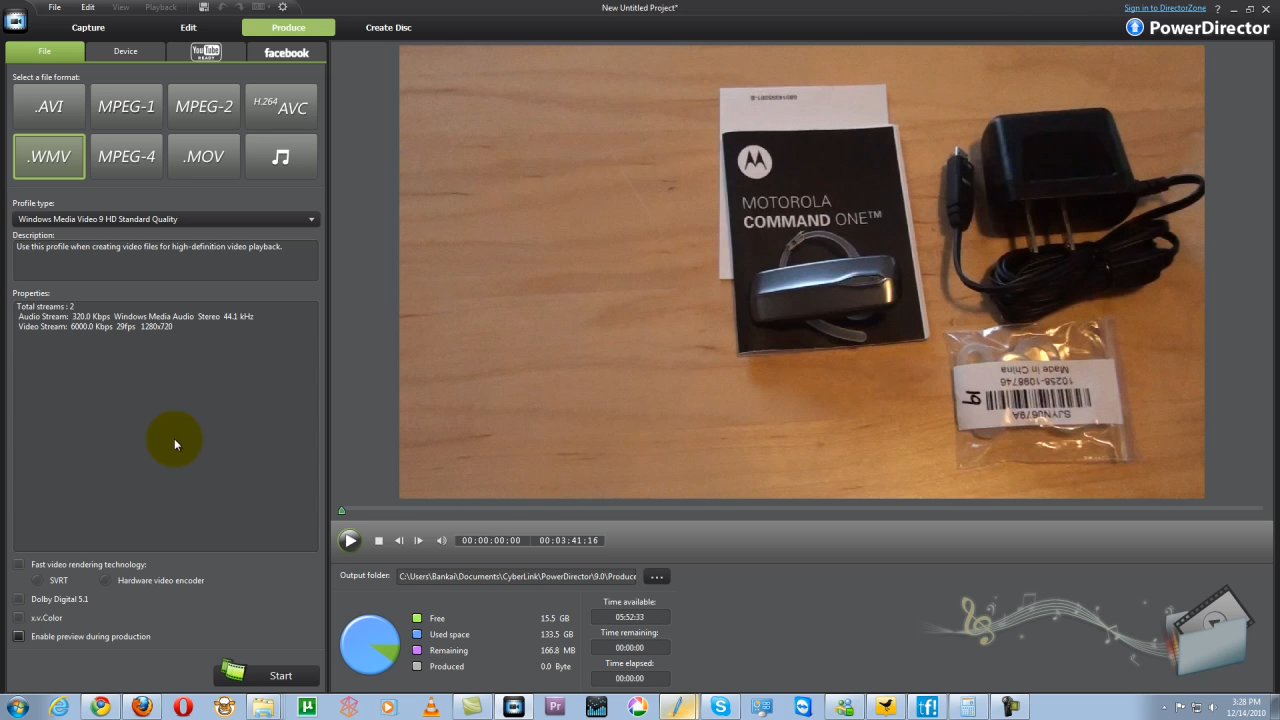 File Edit View Playback
New Untitled Project*
Sign in to DirectorZone
Capture Edit Produce Create Disc
PowerDirector
File Device YouTube READY facebook
Select a file format:
.AVI MPEG-1 MPEG-2 H.264 AVC
.WMV MPEG-4 .MOV
Profile type:
Windows Media Video 9 HD Standard Quality
Description:
Use this profile when creating video files for high-definition video playback.
Properties:
Total streams : 2
Audio Stream: 320.0 Kbps Windows Media Audio Stereo 44.1 kHz
Video Stream: 6000.0 Kbps 29fps 1280x720
Fast video rendering technology:
SVRT Hardware video encoder
Dolby Digital 5.1
x.v.Color
Enable preview during production
Start
MOTOROLA
COMMAND ONE™
SJYN0679A
19
10258-1098746
Made in China
00;00;00;00 00;03;41;16
Output folder: C:\Users\Bankai\Documents\CyberLink\PowerDirector\9.0\Produce ...
Free 15.5 GB
Used space 133.5 GB
Remaining 166.8 MB
Produced 0.0 Byte
Time available:
05:52:33
Time remaining:
00:00:00
Time elapsed:
00:00:00
Pr
tf!
3:28 PM
12/14/2010